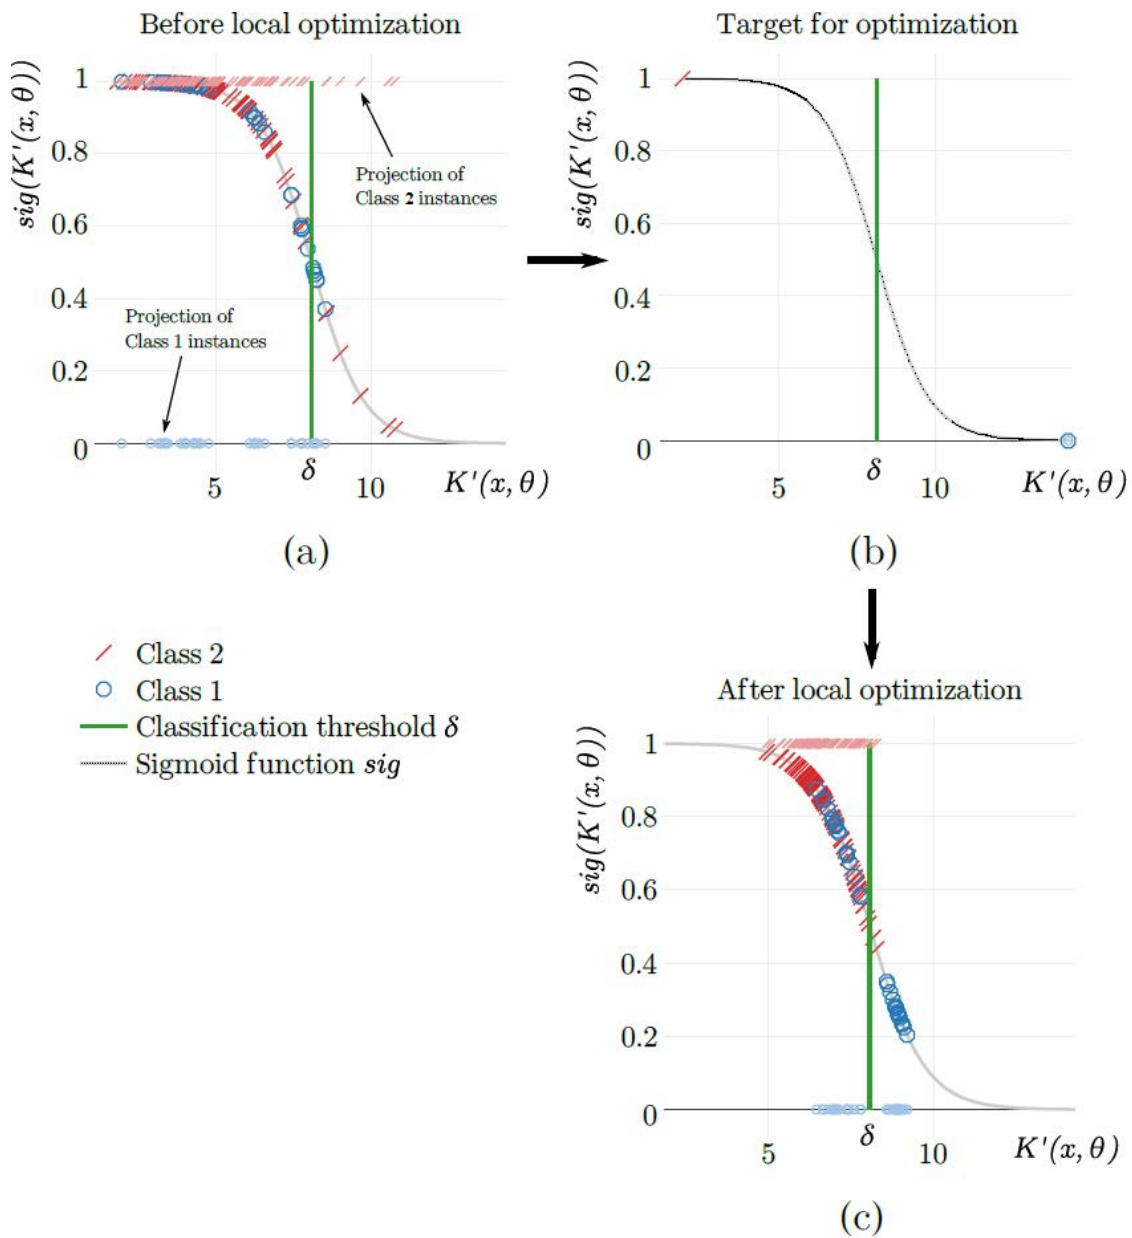 Before local optimization
sig(K'(x, θ))
1
0.8
0.6
0.4
0.2
0
Projection of
Class 2 instances
Projection of
Class 1 instances
δ
5
10
K'(x, θ)
(a)
Target for optimization
sig(K'(x, θ))
1
0.8
0.6
0.4
0.2
0
δ
5
10
K'(x, θ)
(b)
Class 2
Class 1
Classification threshold δ
Sigmoid function sig
After local optimization
sig(K'(x, θ))
1
0.8
0.6
0.4
0.2
0
δ
5
10
K'(x, θ)
(c)